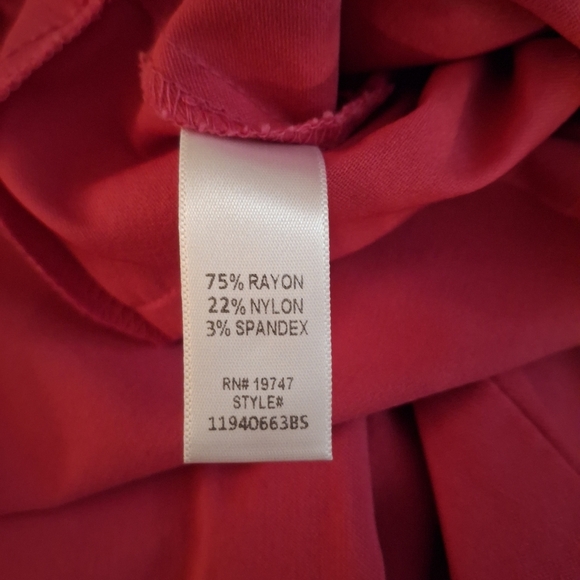 75% RAYON
22% NYLON
3% SPANDEX
RN# 19747
STYLE#
11940663BS